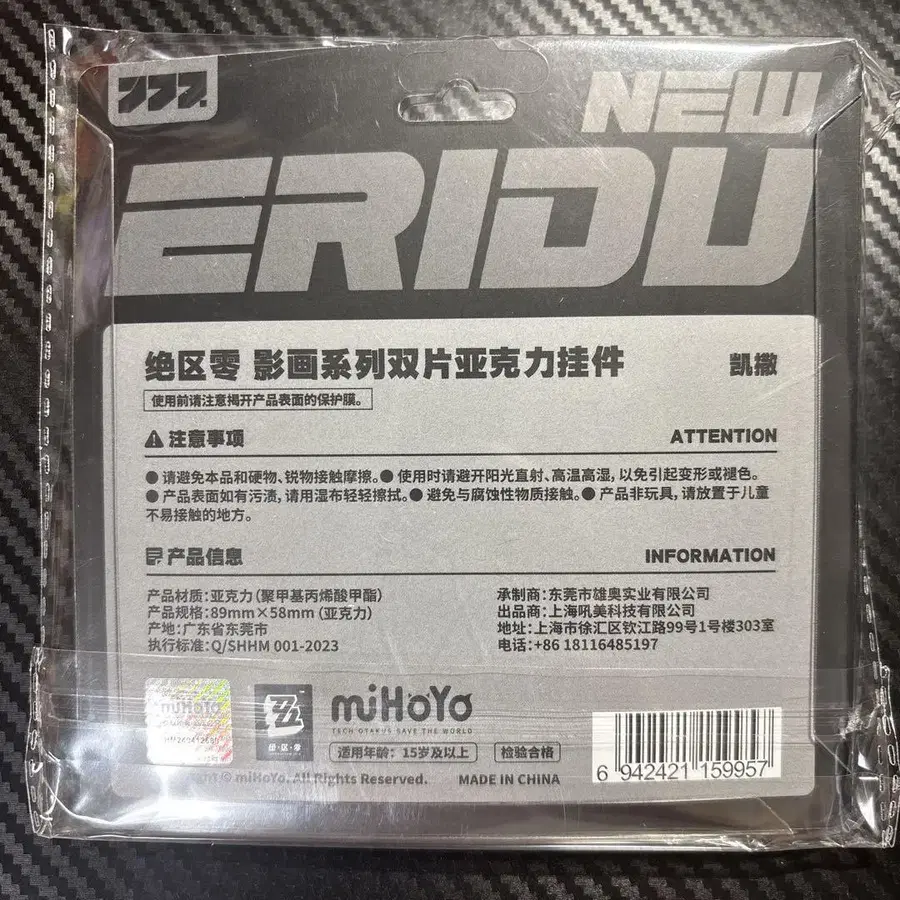 NEW
ERIDU
绝区零 影画系列双片亚克力挂件
凯撒
使用前请注意揭开产品表面的保护膜。
注意事项
ATTENTION
● 请避免本品和硬物、锐物接触摩擦。● 使用时请避开阳光直射、高温高湿，以免引起变形或褪色。
● 产品表面如有污渍，请用湿布轻轻擦拭。● 避免与腐蚀性物质接触。● 产品非玩具，请放置于儿童
不易接触的地方。
产品信息
INFORMATION
产品材质：亚克力（聚甲基丙烯酸甲酯）
产品规格：89mm×58mm（亚克力）
产地：广东省东莞市
执行标准：Q/SHHM 001-2023
承制商：东莞市雄奥实业有限公司
出品商：上海吼美科技有限公司
地址：上海市徐汇区钦江路99号1号楼303室
电话：+86 18116485197
miHoYo
绝·区·零
miHoYo
TECH OTAKUS SAVE THE WORLD
适用年龄：15岁及以上
检验合格
© miHoYo. All Rights Reserved.
MADE IN CHINA
6 942421 159957